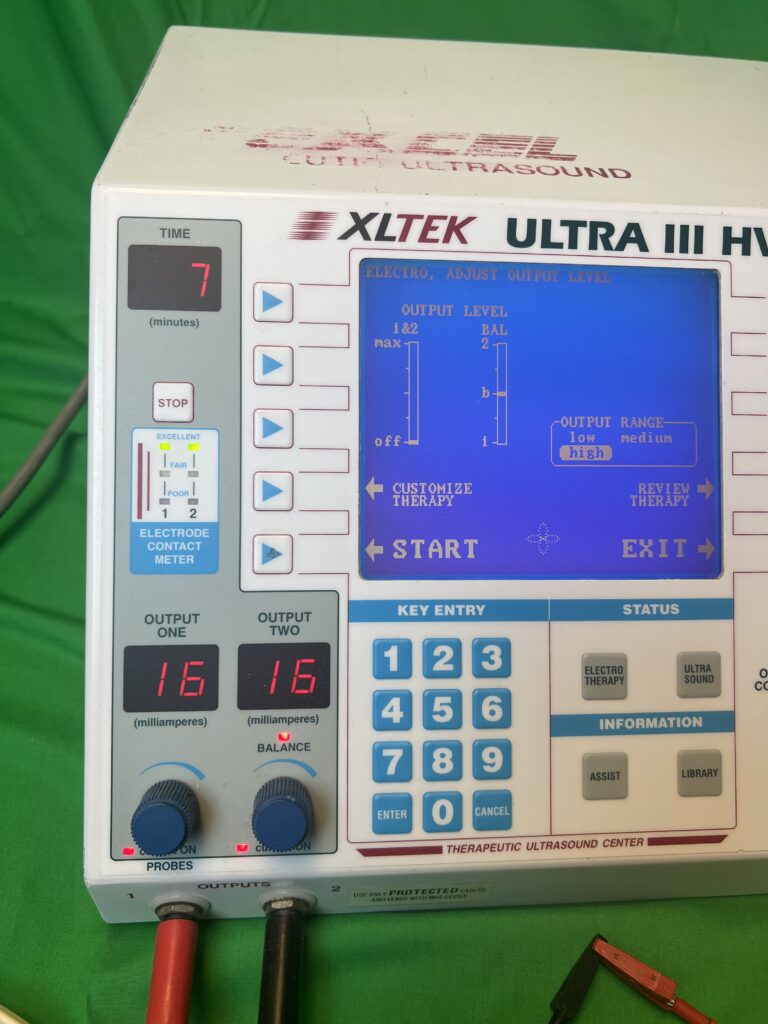 EXCEL
ULTRASOUND
XLTEK ULTRA III HV
TIME
7
(minutes)
STOP
EXCELLENT
FAIR
POOR
1 2
ELECTRODE
CONTACT
METER
ELECTRO, ADJUST OUTPUT LEVEL
OUTPUT LEVEL
1&2 BAL
max 2
b
off 1
OUTPUT RANGE
low medium
high
CUSTOMIZE
THERAPY
REVIEW
THERAPY
START
EXIT
OUTPUT
ONE
OUTPUT
TWO
16
16
(milliamperes)
(milliamperes)
BALANCE
PROBES
KEY ENTRY
1 2 3
4 5 6
7 8 9
ENTER 0 CANCEL
STATUS
ELECTRO
THERAPY
ULTRA
SOUND
INFORMATION
ASSIST
LIBRARY
THERAPEUTIC ULTRASOUND CENTER
1 OUTPUTS 2
USE ONLY PROTECTED CABLES
AND LEADS WITH THIS DEVICE